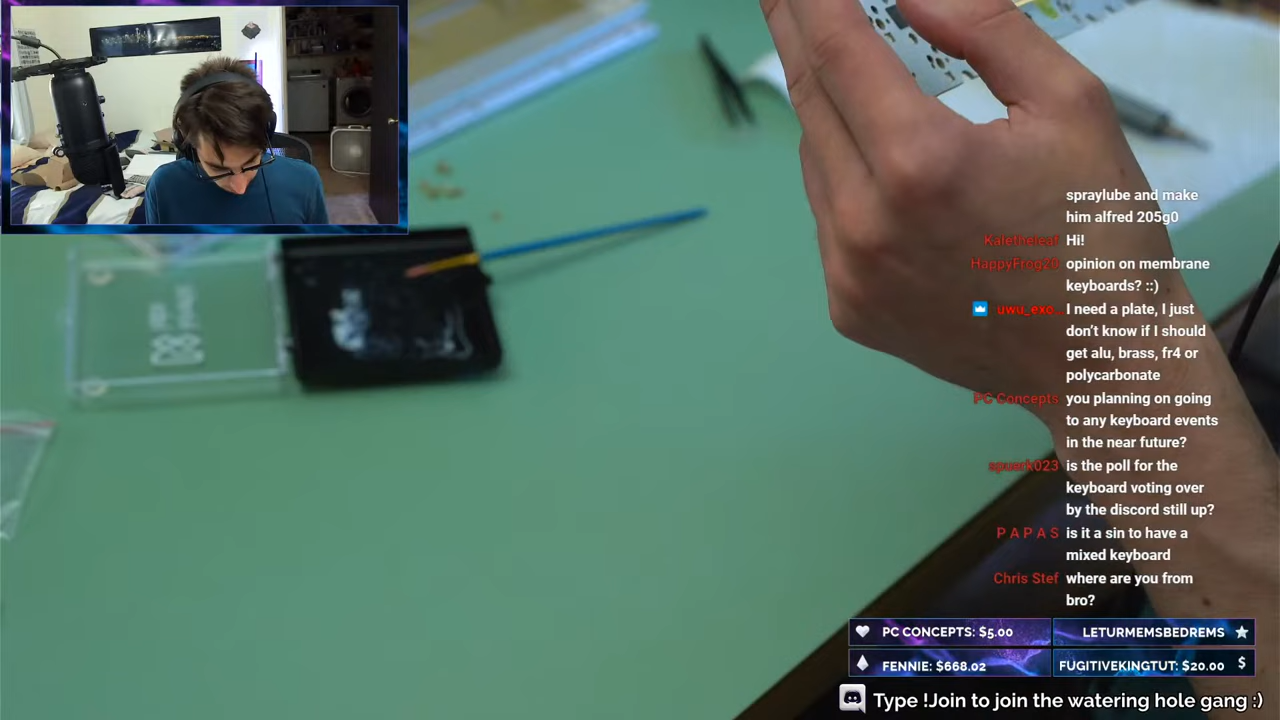 spraylube and make
him alfred 205g0
Kaletheleaf Hi!
HappyFrog20 opinion on membrane
keyboards? ::)
uwu_exo... I need a plate, I just
don't know if I should
get alu, brass, fr4 or
polycarbonate
PC Concepts you planning on going
to any keyboard events
in the near future?
spuark023 is the poll for the
keyboard voting over
by the discord still up?
P A P A S is it a sin to have a
mixed keyboard
Chris Stef where are you from
bro?
PC CONCEPTS: $5.00
LETURMEMSBEDREMS
FENNIE: $668.02
FUGITIVEKINGTUT: $20.00
Type !Join to join the watering hole gang :)